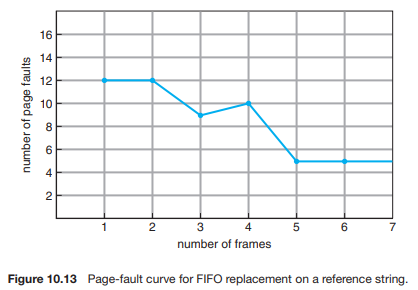 number of page faults
16
14
12
10
8
6
4
2
1 2 3 4 5 6 7
number of frames
Figure 10.13 Page-fault curve for FIFO replacement on a reference string.